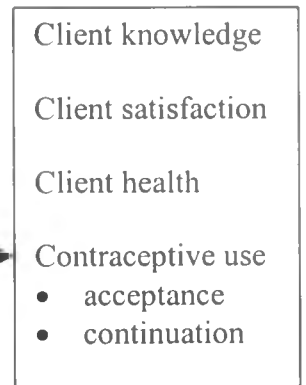 Client knowledge
Client satisfaction
Client health
Contraceptive use
• acceptance
• continuation